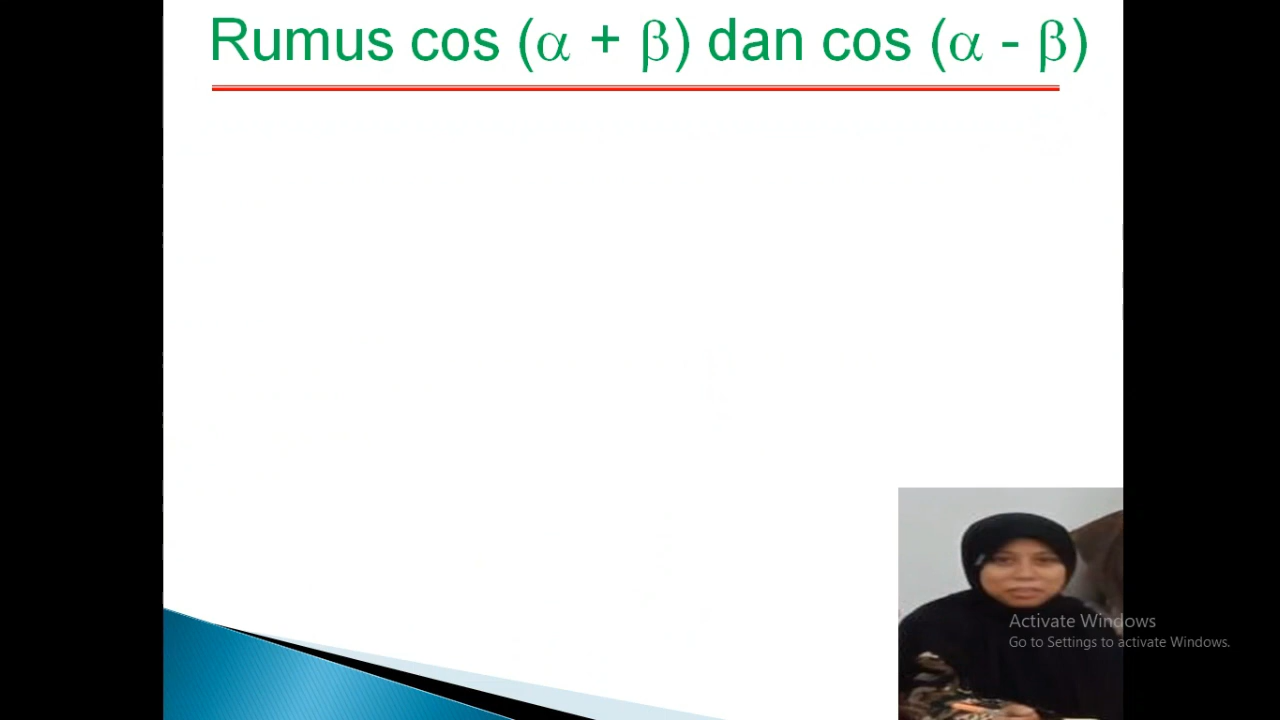 Rumus cos (α + β) dan cos (α - β)
Activate Windows
Go to Settings to activate Windows.